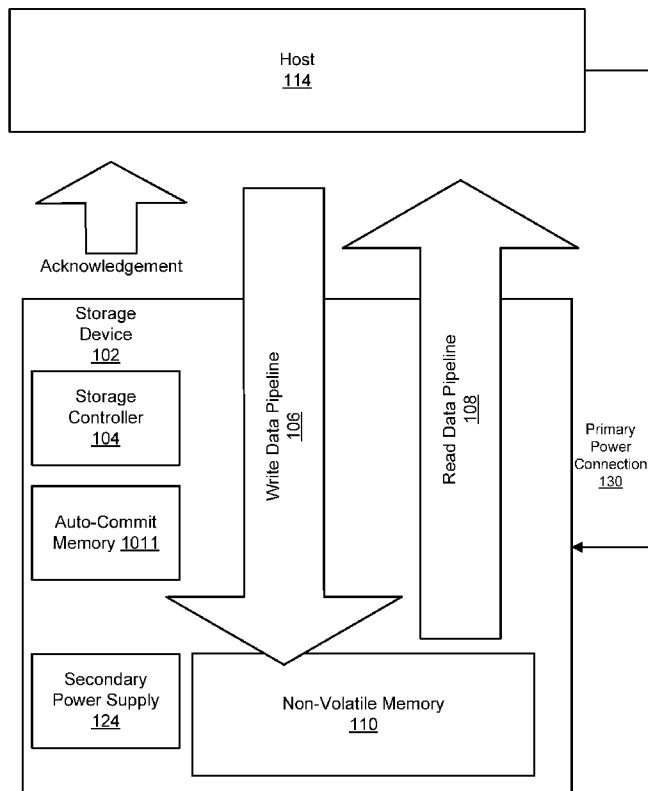 Host
114
Acknowledgement
Storage
Device
102
Storage
Controller
104
Auto-Commit
Memory 1011
Write Data Pipeline
106
Read Data Pipeline
108
Primary
Power
Connection
130
Secondary
Power Supply
124
Non-Volatile Memory
110